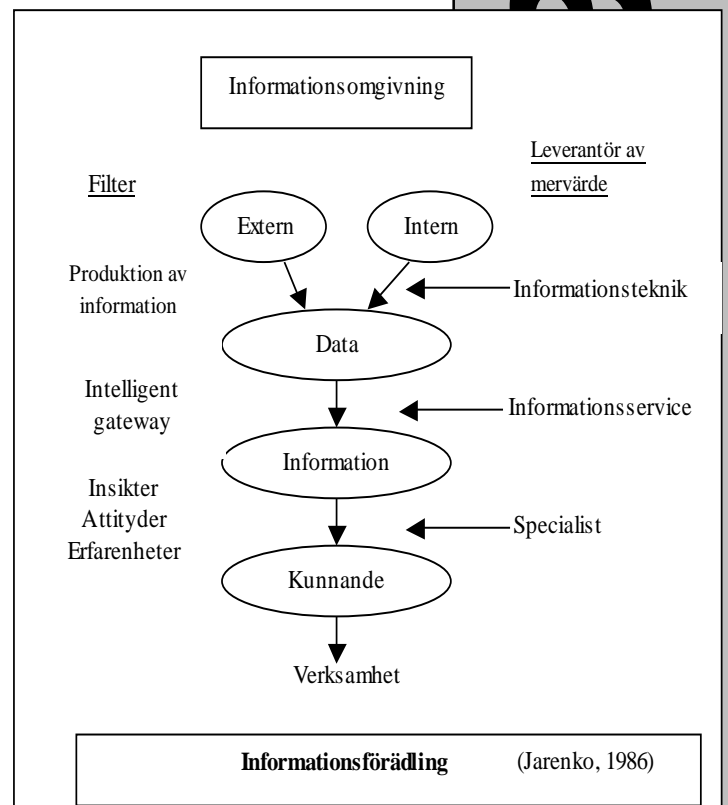 Informationsomgivning
Leverantör av
mervärde
Filter
Extern
Intern
Produktion av
information
Informationsteknik
Data
Intelligent
gateway
Informationsservice
Information
Insikter
Attityder
Erfarenheter
Specialist
Kunnande
Verksamhet
Informationsförädling (Jarenko, 1986)